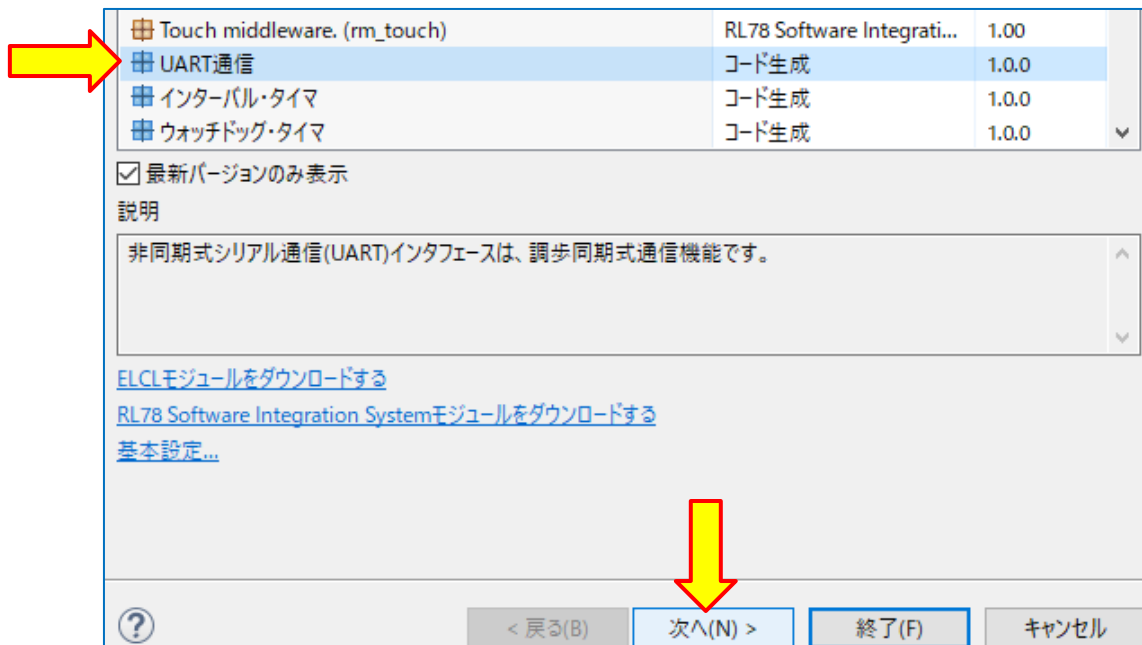 Touch middleware. (rm_touch) RL78 Software Integrati... 1.00
UART通信 コード生成 1.0.0
インターバル・タイマ コード生成 1.0.0
ウォッチドッグ・タイマ コード生成 1.0.0
最新バージョンのみ表示
説明
非同期式シリアル通信(UART)インタフェースは、調歩同期式通信機能です。
ELCLモジュールをダウンロードする
RL78 Software Integration Systemモジュールをダウンロードする
基本設定...
? < 戻る(B) 次へ(N) > 終了(F) キャンセル